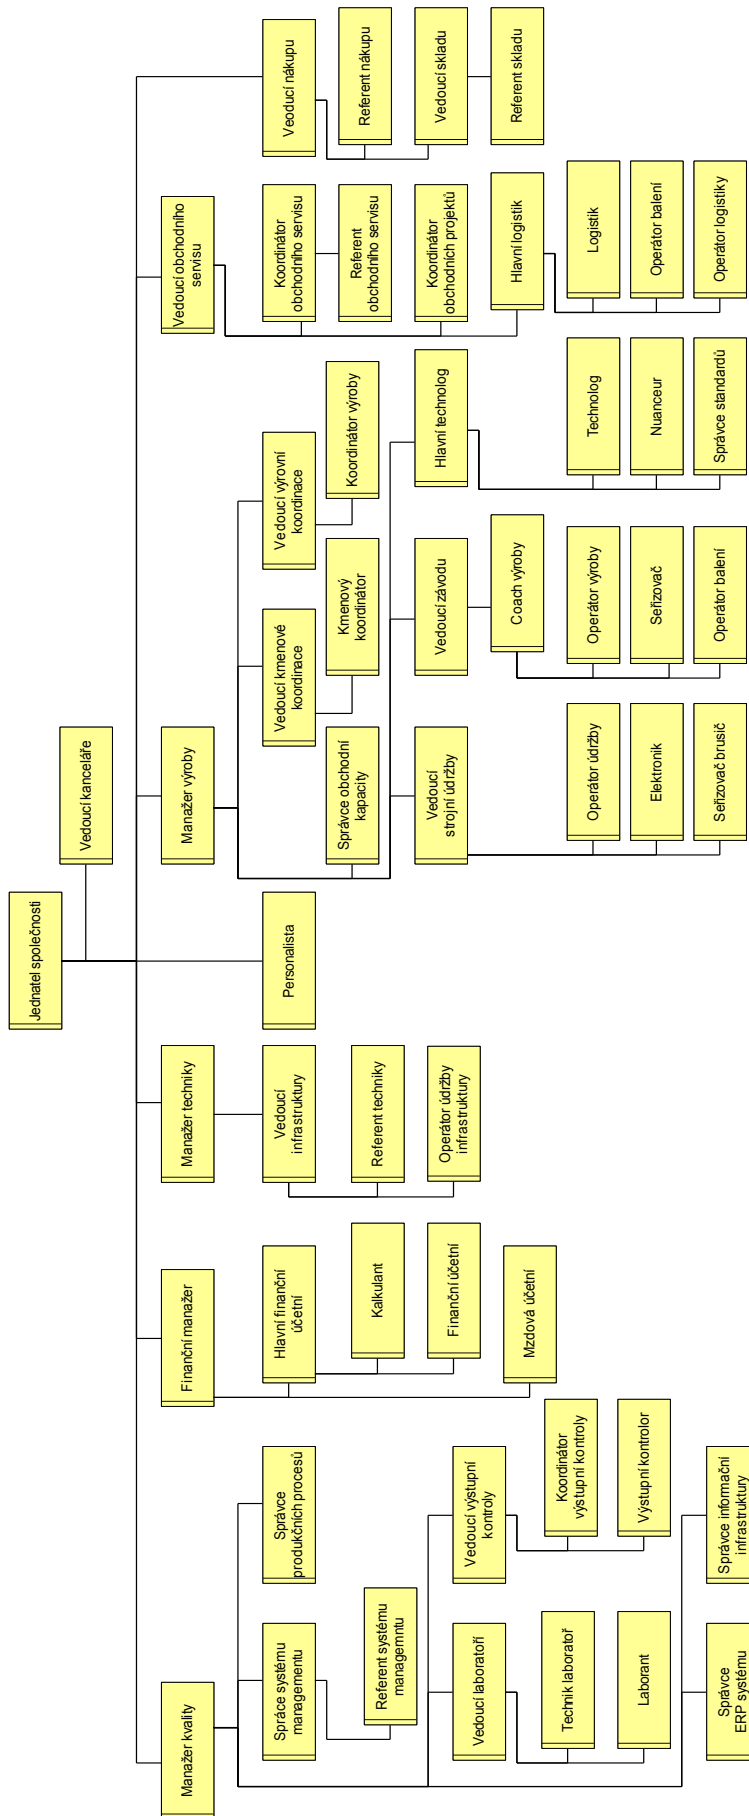 Jednatel společnosti
Vedoucí kanceláře
Manažer kvality
Finanční manažer
Manažer techniky
Manažer výroby
Vedoucí obchodního
servisu
Správce systému
managementu
Správce
produkčních procesů
Hlavní finanční
účetní
Vedoucí
infrastruktury
Personalista
Vedoucí kmenové
koordinace
Vedoucí výrovní
koordinace
Koordinátor
obchodního servisu
Veoducí nákupu
Referent systému
managemntu
Kalkulant
Referent techniky
Správce obchodní
kapacity
Kmenový
koordinátor
Koordinátor výroby
Referent
obchodního servisu
Referent nákupu
Vedoucí laboratoří
Vedoucí výstupní
kontroly
Finanční účetní
Operátor údržby
infrastruktury
Vedoucí
strojní údržby
Vedoucí závodu
Hlavní technolog
Koordinátor
obchodních projektů
Vedoucí skladu
Mzdová účetní
Coach výroby
Hlavní logistik
Referent skladu
Technik laboratoř
Koordinátor
výstupní kontroly
Operátor údržby
Operátor výroby
Technolog
Logistik
Laborant
Výstupní kontrolor
Elektronik
Seřizovač
Nuanceur
Operátor balení
Správce
ERP systému
Správce informační
infrastruktury
Seřizovač brusič
Operátor balení
Správce standardů
Operátor logistiky